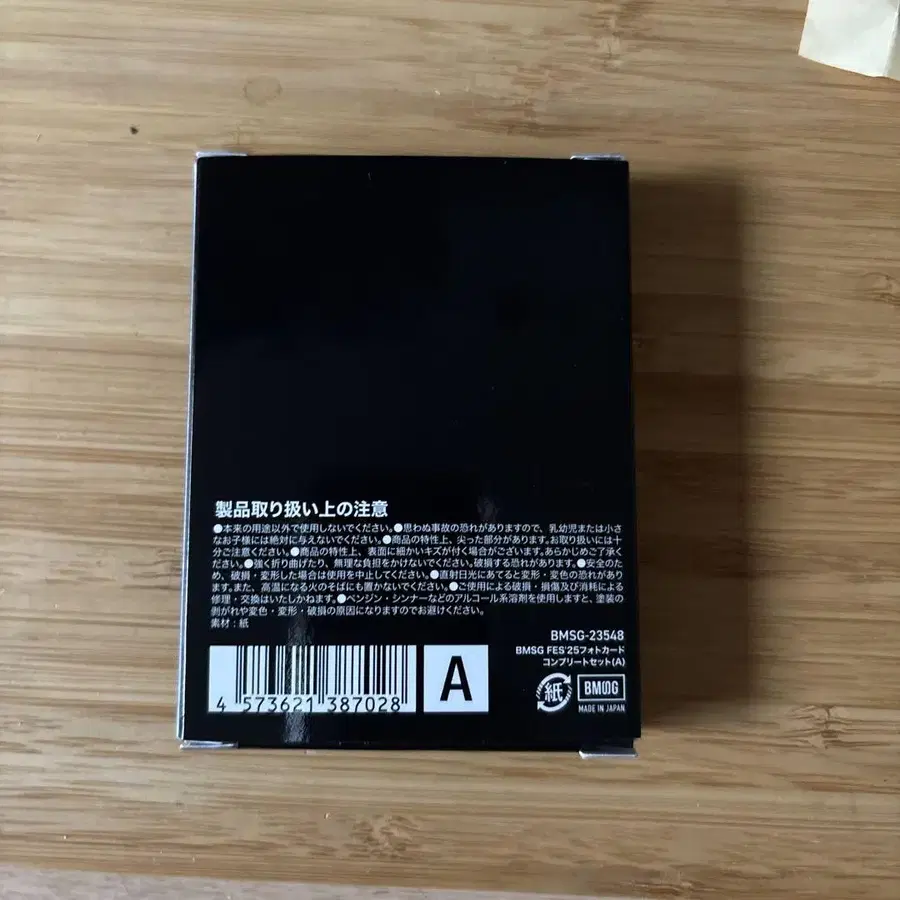 製品取り扱い上の注意
●本来の用途以外で使用しないでください。●思わぬ事故の恐れがありますので、乳幼児または小さ
なお子様には絶対に与えないでください。●商品の特性上、尖った部分があります。お取り扱いには十
分ご注意ください。●商品の特性上、表面に細かいキズが付く場合がございます。あらかじめご了承く
ださい。●強く折り曲げたり、無理な負担をかけないでください。破損する恐れがあります。●安全のた
め、破損・変形した場合は使用を中止してください。●直射日光にあてると変形・変色の恐れがあり
ます。また、高温になる火のそばにも置かないでください。●ご使用による破損・損傷及び消耗による
修理・交換はいたしかねます。●ベンジン・シンナーなどのアルコール系溶剤を使用しますと、塗装の
剥がれや変色・変形・破損の原因になりますのでお避けください。
素材：紙
BMSG-23548
BMSG FES'25フォトカード
コンプリートセット(A)
4 573621 387028
A
紙
BMSG
MADE IN JAPAN